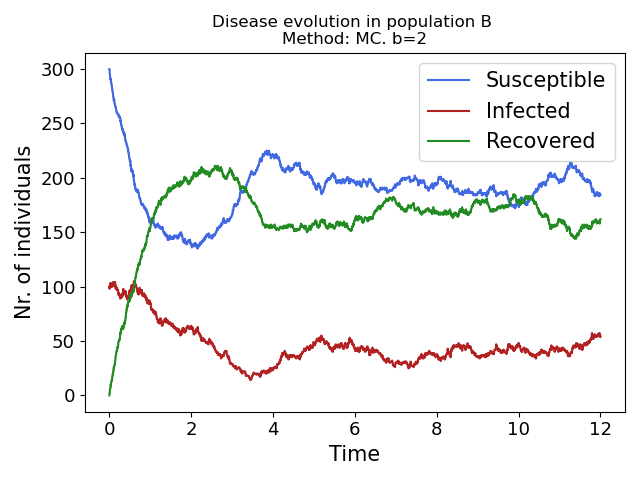 Disease evolution in population B
Method: MC. b=2
Nr. of individuals
300
250
200
150
100
50
0
Susceptible
Infected
Recovered
0 2 4 6 8 10 12
Time